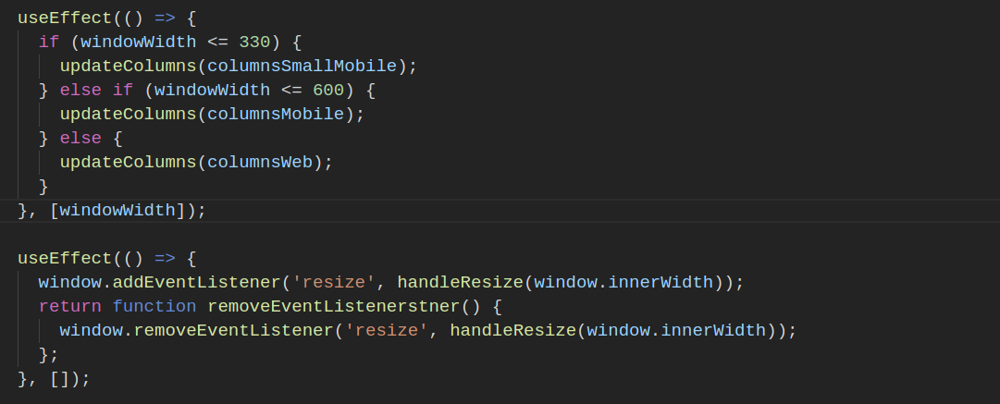 useEffect(() => {
  if (windowWidth <= 330) {
    updateColumns(columnsSmallMobile);
  } else if (windowWidth <= 600) {
    updateColumns(columnsMobile);
  } else {
    updateColumns(columnsWeb);
  }
}, [windowWidth]);

useEffect(() => {
  window.addEventListener('resize', handleResize(window.innerWidth));
  return function removeEventListenerstner() {
    window.removeEventListener('resize', handleResize(window.innerWidth));
  };
}, []);